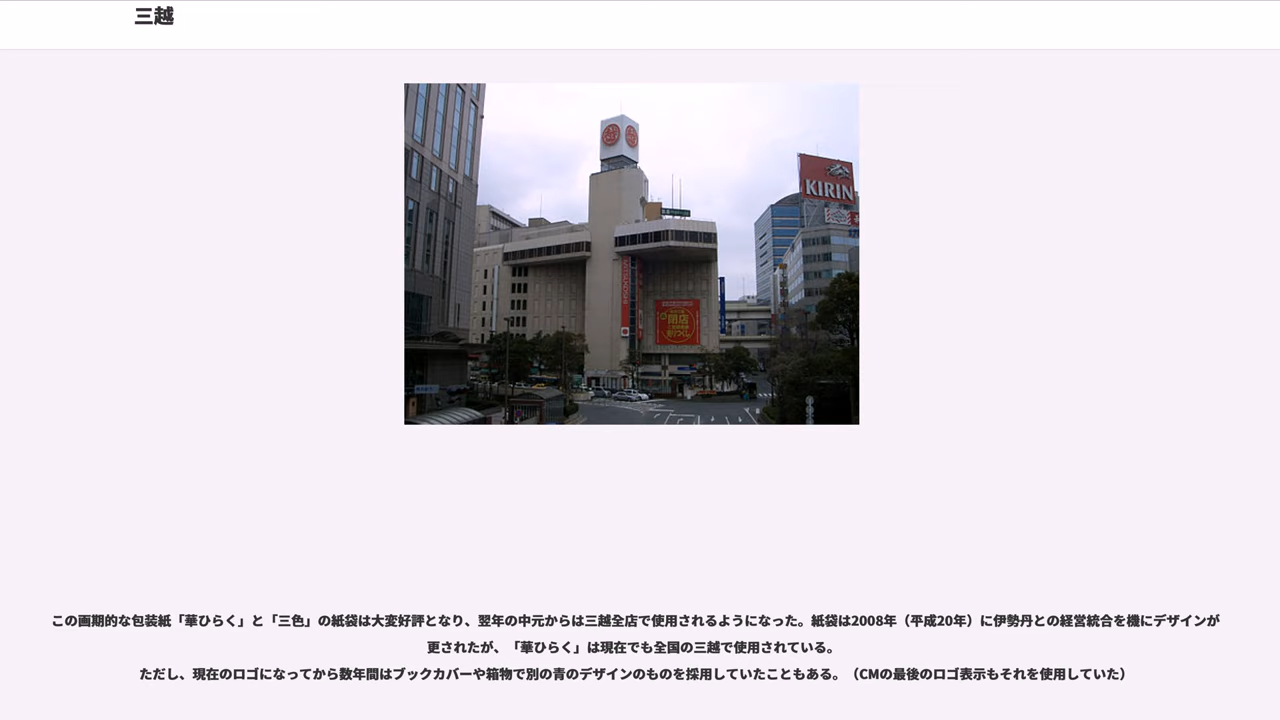 三越
KIRIN
MITSUKOSHI
閉店
この画期的な包装紙「華ひらく」と「三色」の紙袋は大変好評となり、翌年の中元からは三越全店で使用されるようになった。紙袋は2008年（平成20年）に伊勢丹との経営統合を機にデザインが
更されたが、「華ひらく」は現在でも全国の三越で使用されている。
ただし、現在のロゴになってから数年間はブックカバーや箱物で別の青のデザインのものを採用していたこともある。（CMの最後のロゴ表示もそれを使用していた）